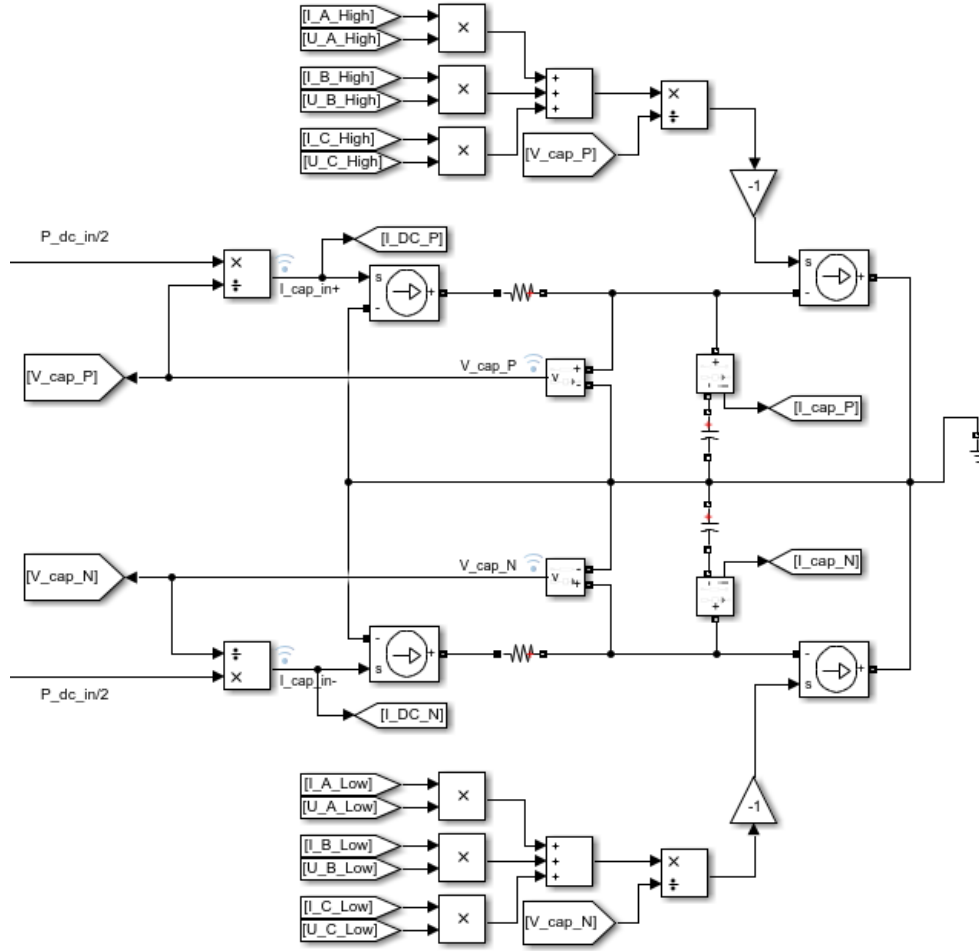 [I_A_High]
[U_A_High]
×
[I_B_High]
[U_B_High]
×
+
+
+
×
÷
[I_C_High]
[U_C_High]
×
[V_cap_P]
-1
P_dc_in/2
×
÷
I_cap_in+
[I_DC_P]
s
-
+
s
-
+
[V_cap_P]
V_cap_P
v
+
-
+
[I_cap_P]
[V_cap_N]
V_cap_N
v
-
+
+
[I_cap_N]
÷
×
P_dc_in/2
I_cap_in-
[I_DC_N]
-
s
+
-
s
+
[I_A_Low]
[U_A_Low]
×
-1
[I_B_Low]
[U_B_Low]
×
+
+
+
×
÷
[I_C_Low]
[U_C_Low]
×
[V_cap_N]